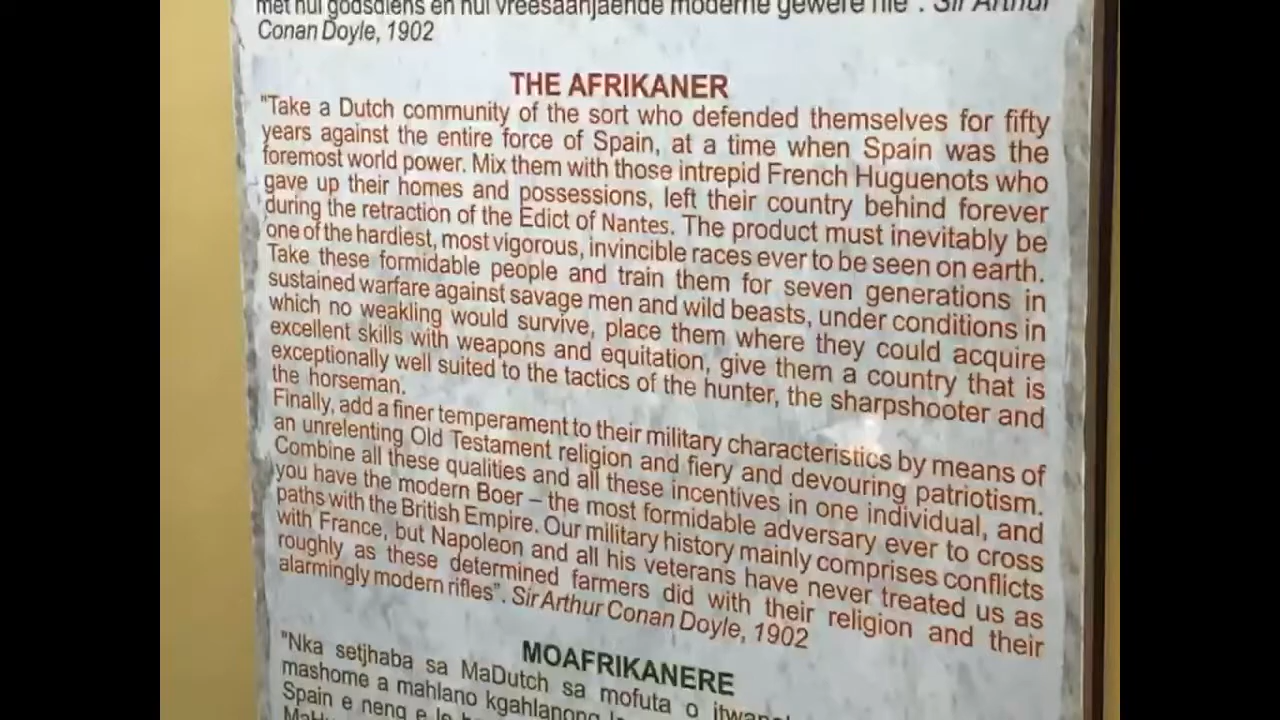 met hul godsdiens en hul vreesaanjaende moderne gewere nie". Sir Arthur
Conan Doyle, 1902
THE AFRIKANER
"Take a Dutch community of the sort who defended themselves for fifty
years against the entire force of Spain, at a time when Spain was the
foremost world power. Mix them with those intrepid French Huguenots who
gave up their homes and possessions, left their country behind forever
during the retraction of the Edict of Nantes. The product must inevitably be
one of the hardiest, most vigorous, invincible races ever to be seen on earth.
Take these formidable people and train them for seven generations in
sustained warfare against savage men and wild beasts, under conditions in
which no weakling would survive, place them where they could acquire
excellent skills with weapons and equitation, give them a country that is
exceptionally well suited to the tactics of the hunter, the sharpshooter and
the horseman.
Finally, add a finer temperament to their military characteristics by means of
an unrelenting Old Testament religion and fiery and devouring patriotism.
Combine all these qualities and all these incentives in one individual, and
you have the modern Boer – the most formidable adversary ever to cross
paths with the British Empire. Our military history mainly comprises conflicts
with France, but Napoleon and all his veterans have never treated us as
roughly as these determined farmers did with their religion and their
alarmingly modern rifles". Sir Arthur Conan Doyle, 1902
MOAFRIKANERE
"Nka setjhaba sa MaDutch sa mofuta o
mashome a mahlano kgahlanong
Spain e neng e le